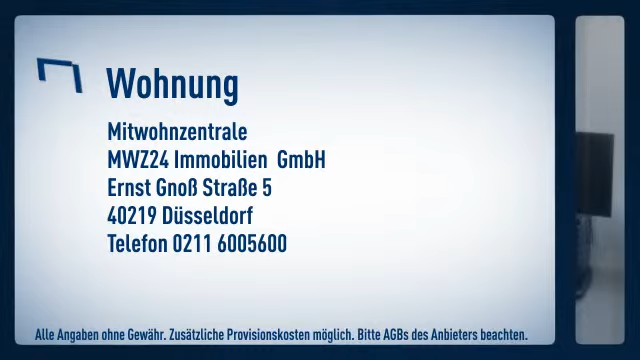 Wohnung
Mitwohnzentrale
MWZ24 Immobilien GmbH
Ernst Gnoß Straße 5
40219 Düsseldorf
Telefon 0211 6005600
Alle Angaben ohne Gewähr. Zusätzliche Provisionskosten möglich. Bitte AGBs des Anbieters beachten.